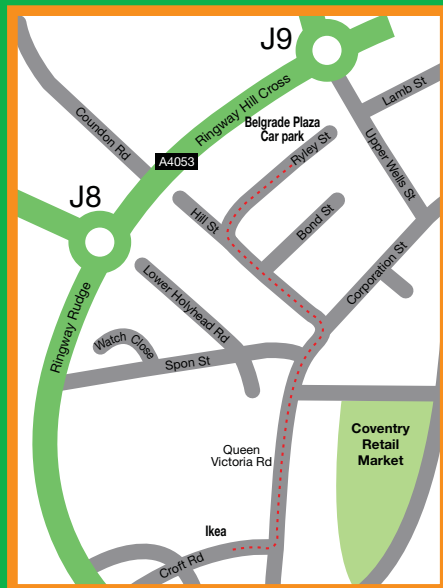 J9
Ringway Hill Cross
Coundon Rd
Lamb St
Belgrade Plaza
Car park
Ryley St
Upper Wells St
A4053
J8
Hill St
Bond St
Corporation St
Lower Holyhead Rd
Ringway Rudge
Watch Close
Spon St
Coventry
Retail
Market
Queen
Victoria Rd
Ikea
Croft Rd